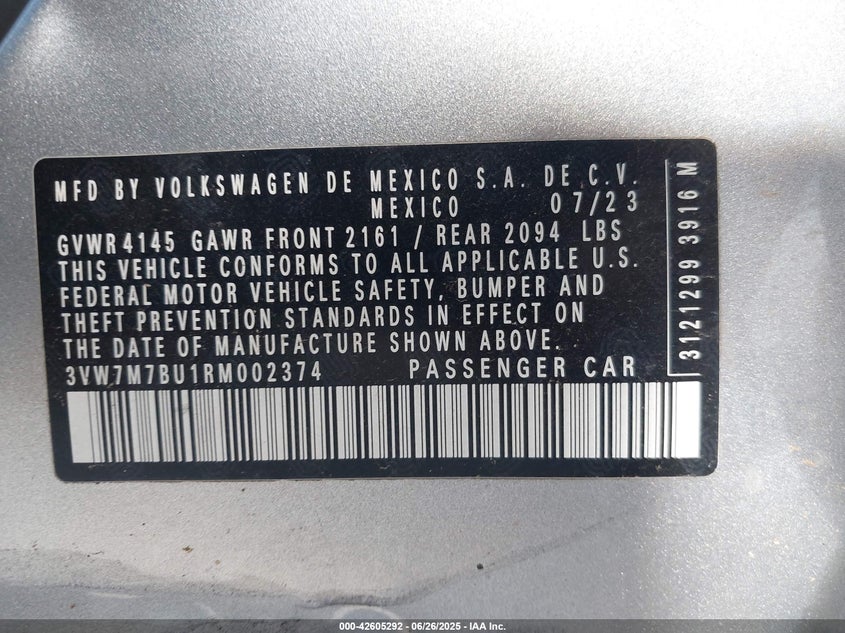 MFD BY VOLKSWAGEN DE MEXICO S.A. DE C.V.
MEXICO 07/23
GVWR 4145 GAWR FRONT 2161 / REAR 2094 LBS
THIS VEHICLE CONFORMS TO ALL APPLICABLE U.S.
FEDERAL MOTOR VEHICLE SAFETY, BUMPER AND
THEFT PREVENTION STANDARDS IN EFFECT ON
THE DATE OF MANUFACTURE SHOWN ABOVE.
3VW7M7BU1RM002374 PASSENGER CAR
3121299 3916 M
000-42605292 - 06/26/2025 - IAA Inc.